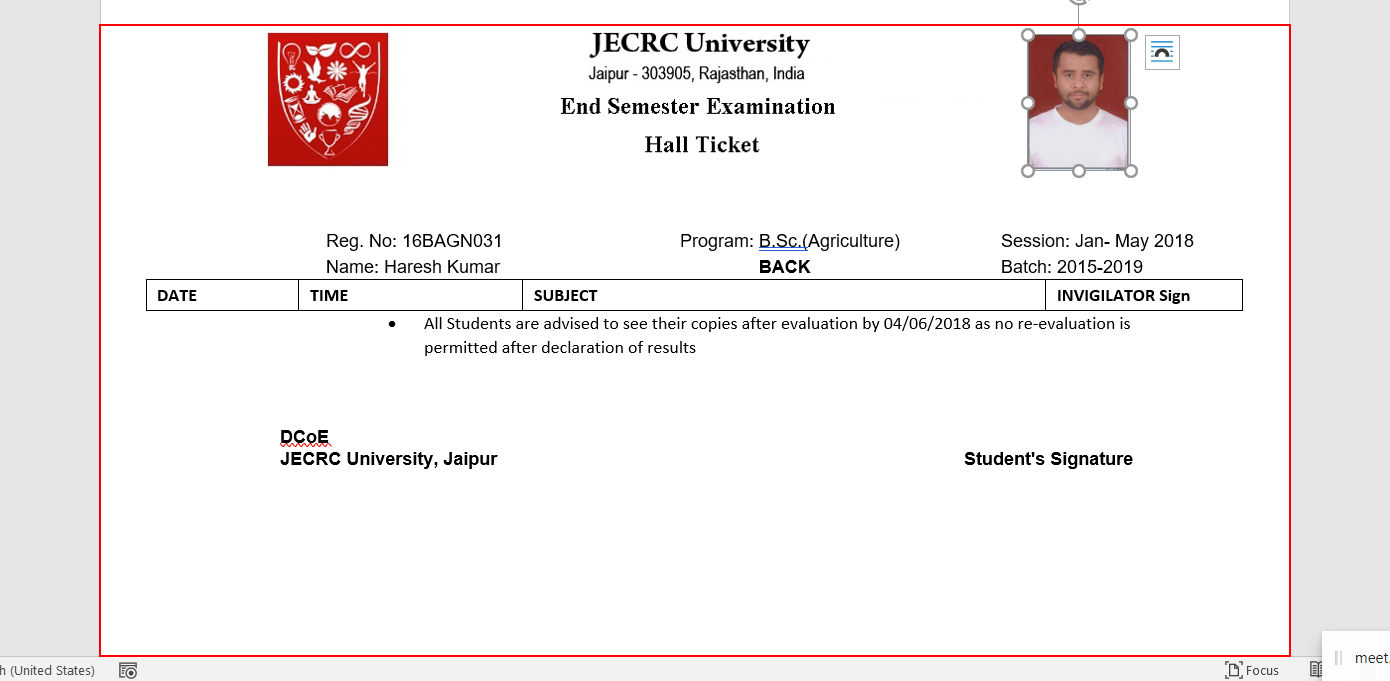 JECRC University
Jaipur - 303905, Rajasthan, India
End Semester Examination
Hall Ticket
Reg. No: 16BAGN031 Program: B.Sc.(Agriculture) Session: Jan- May 2018
Name: Haresh Kumar BACK Batch: 2015-2019
DATE TIME SUBJECT INVIGILATOR Sign
• All Students are advised to see their copies after evaluation by 04/06/2018 as no re-evaluation is
permitted after declaration of results
DCoE
JECRC University, Jaipur Student's Signature
h (United States) Focus meet.